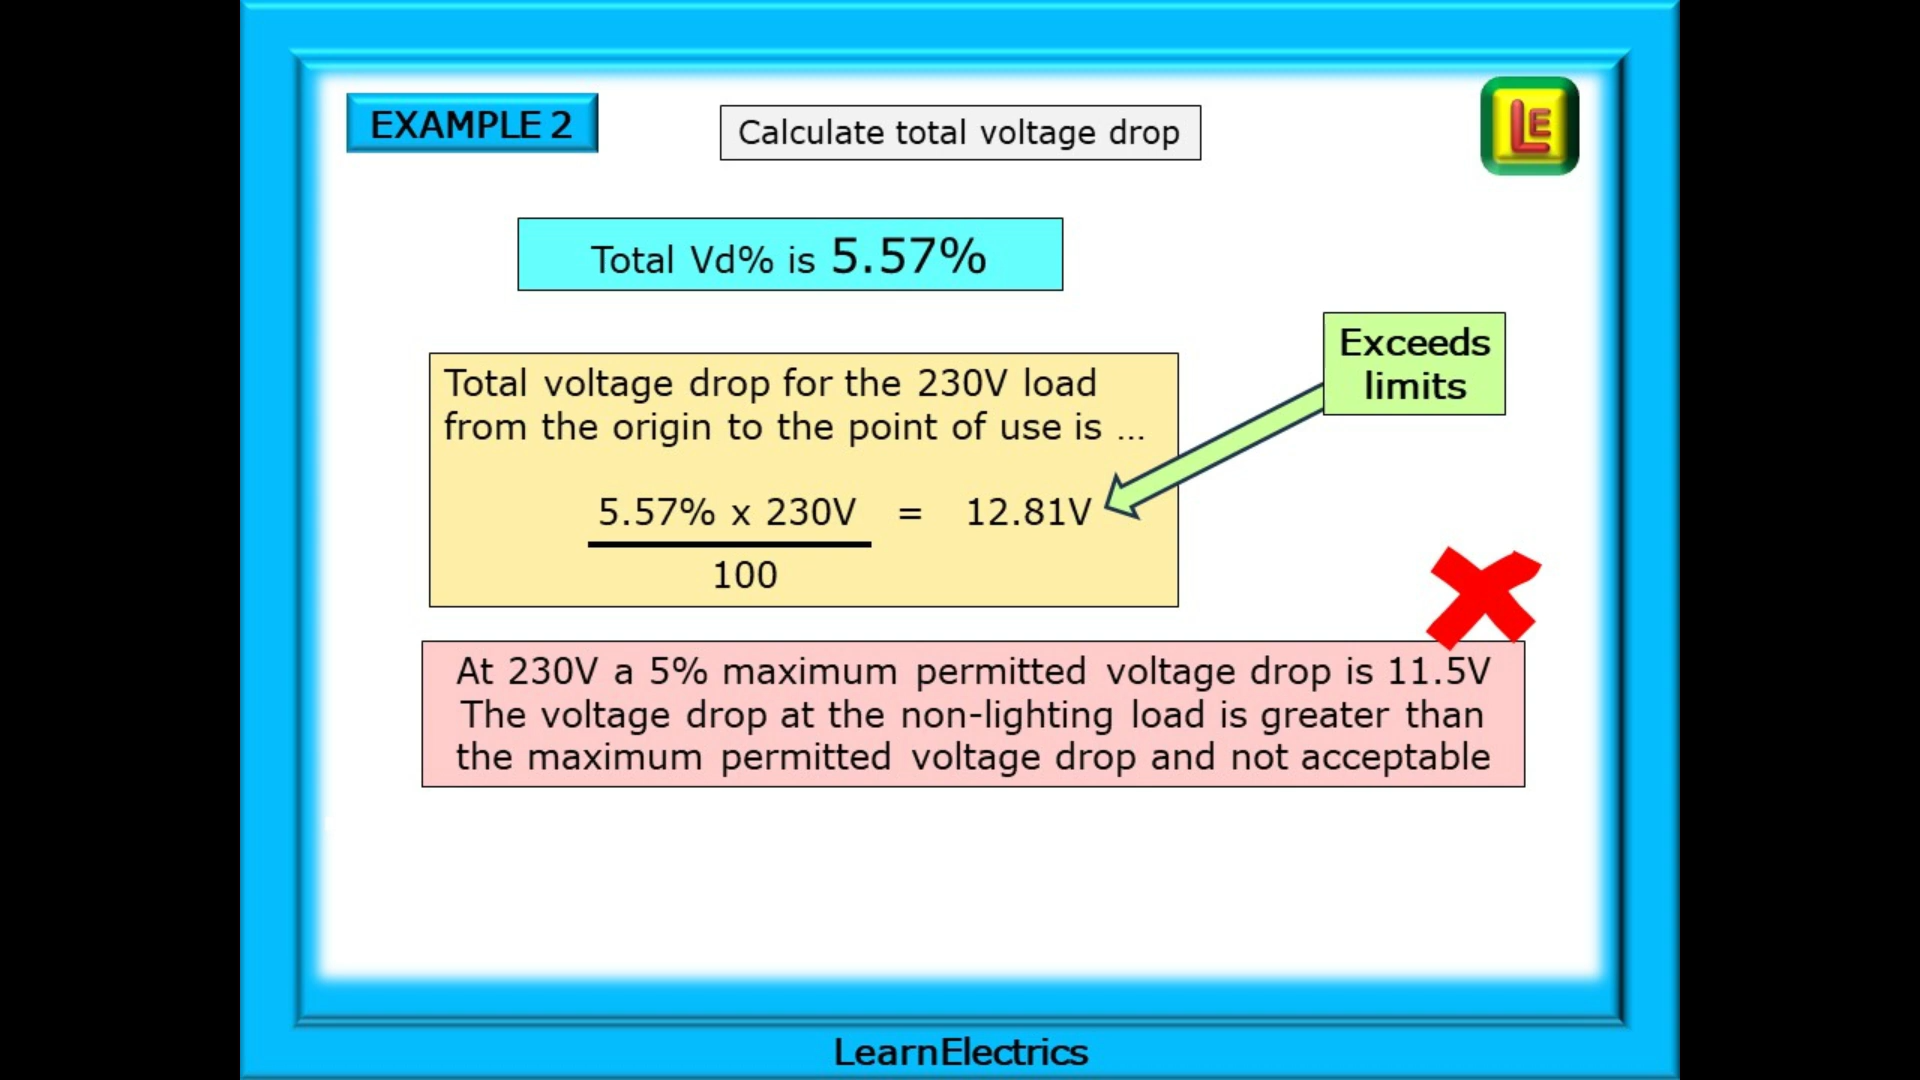 EXAMPLE 2
Calculate total voltage drop
LE
Total Vd% is 5.57%
Exceeds
limits
Total voltage drop for the 230V load
from the origin to the point of use is ...
5.57% x 230V = 12.81V
100
At 230V a 5% maximum permitted voltage drop is 11.5V
The voltage drop at the non-lighting load is greater than
the maximum permitted voltage drop and not acceptable
LearnElectrics